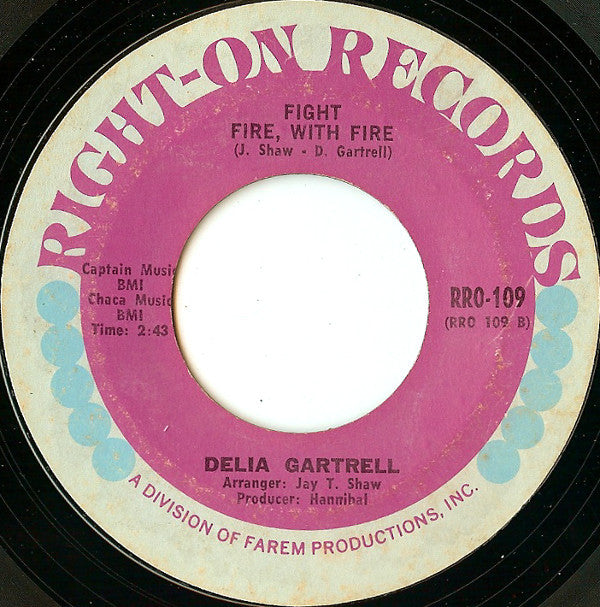 RIGHT-ON RECORDS
FIGHT
FIRE, WITH FIRE
(J. Shaw - D. Gartrell)
Captain Music
BMI
Chaca Music
BMI
Time: 2:43
RRO-109
(RRO 109 B)
DELIA GARTRELL
Arranger: Jay T. Shaw
Producer: Hannibal
A DIVISION OF FAREM PRODUCTIONS, INC.